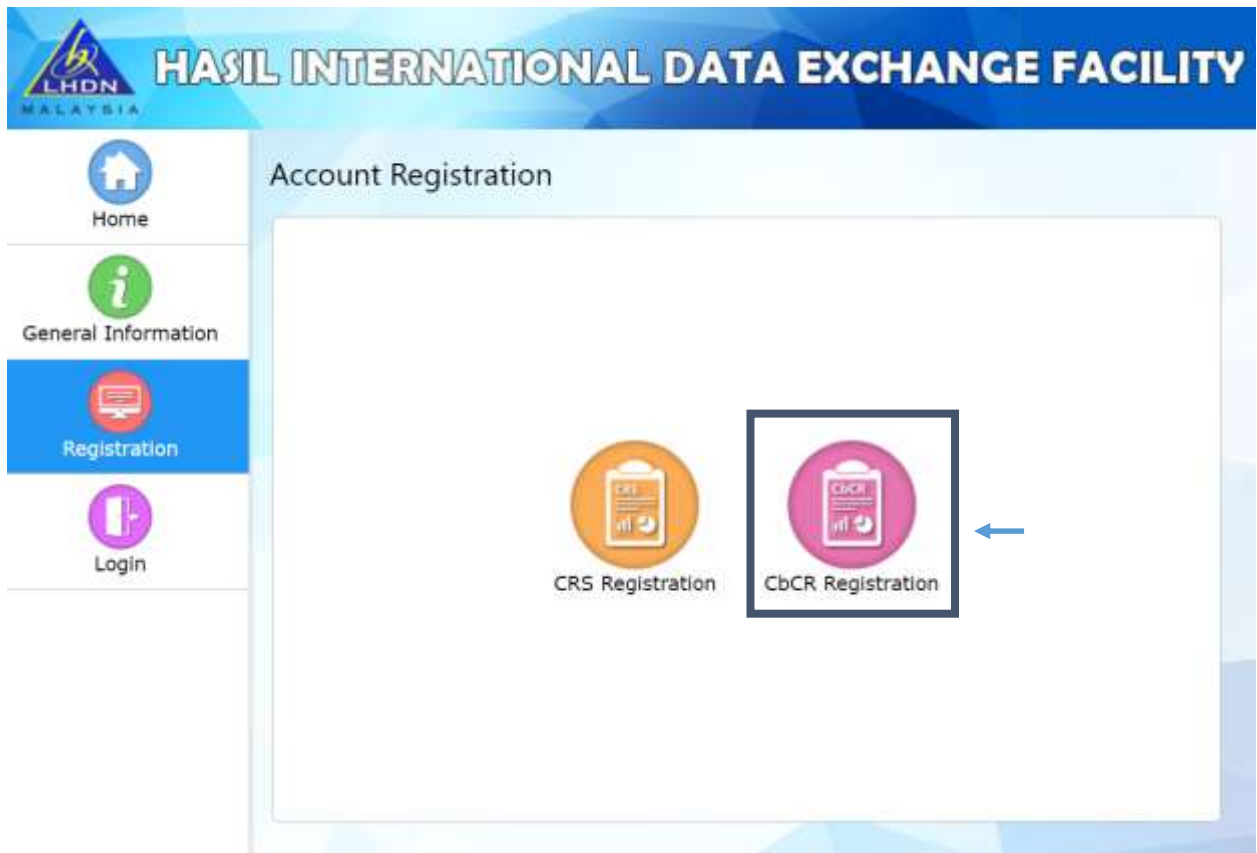 LHDN
MALAYSIA
HASIL INTERNATIONAL DATA EXCHANGE FACILITY
Home
General Information
Registration
Login
Account Registration
CRS
CbCR
CRS Registration
CbCR Registration